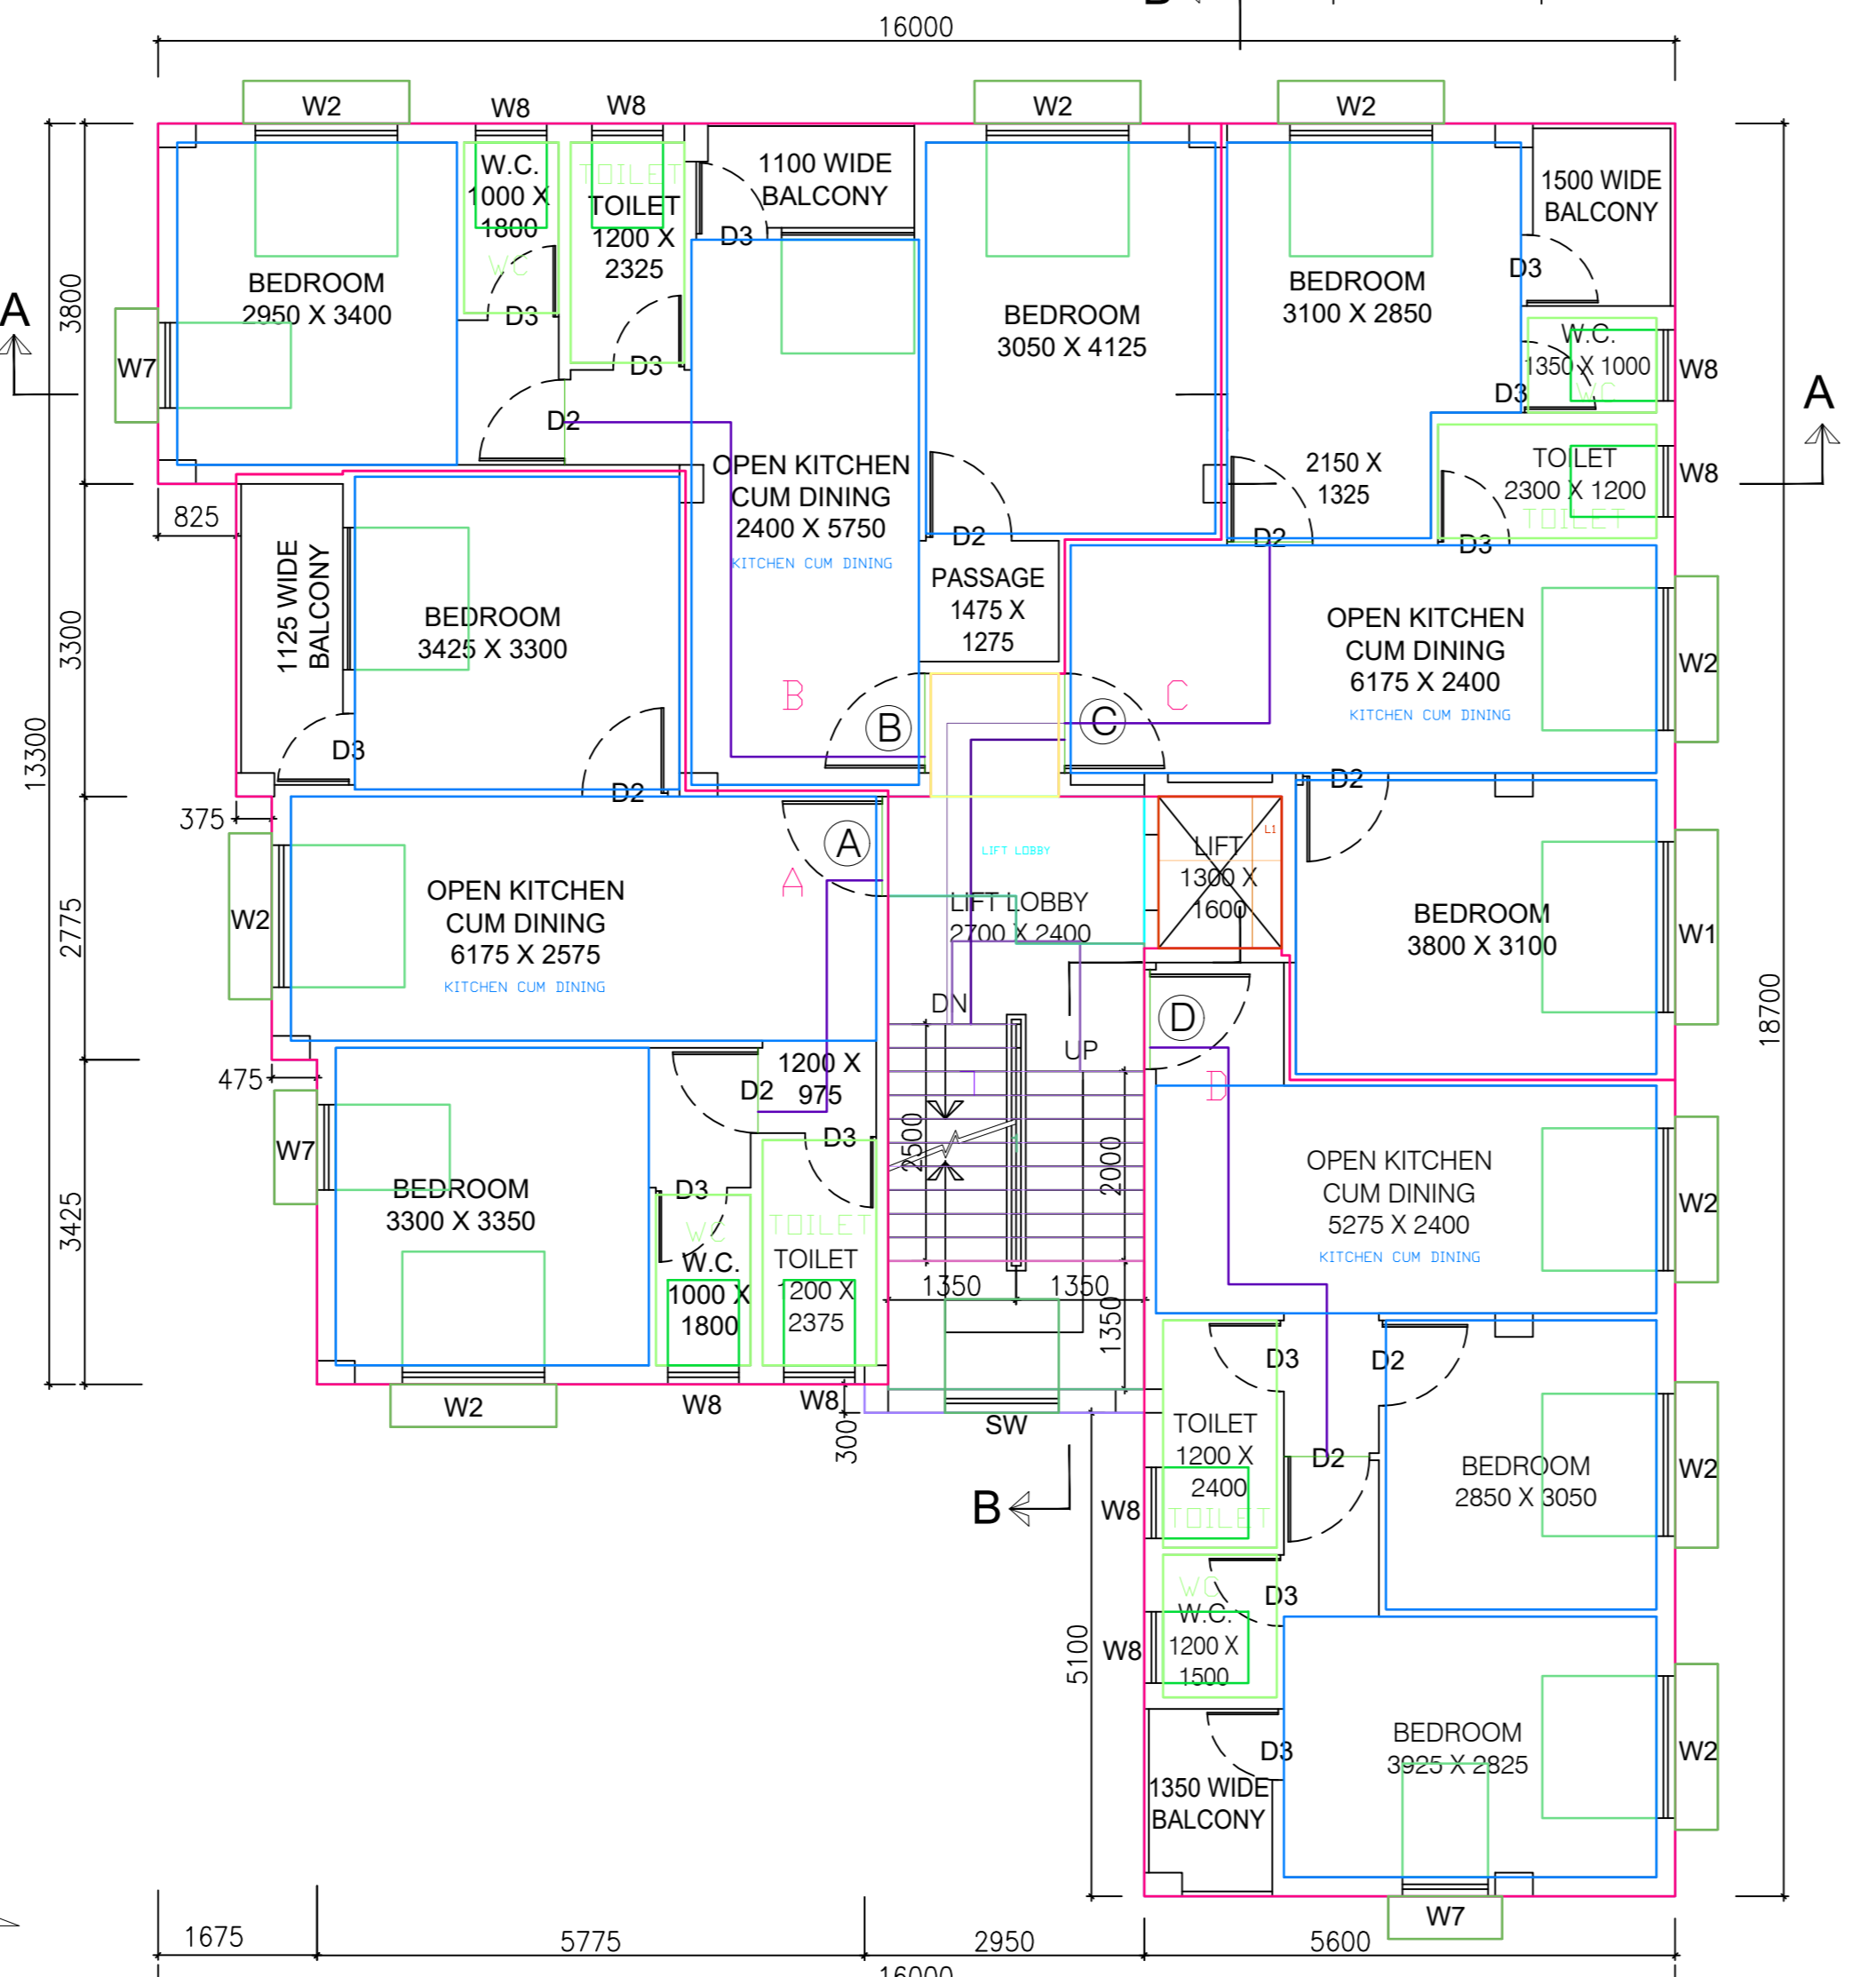 B
16000
W2
W8
W8
W2
W2
W.C.
1000 X
1800
WC
D3
TOILET
TOILET
1200 X
2325
D3
1100 WIDE
BALCONY
D3
1500 WIDE
BALCONY
D3
BEDROOM
2950 X 3400
BEDROOM
3050 X 4125
BEDROOM
3100 X 2850
3800
A
W7
D2
W.C.
1350 X 1000
WC
D3
W8
A
OPEN KITCHEN
CUM DINING
2400 X 5750
KITCHEN CUM DINING
2150 X
1325
TOILET
2300 X 1200
TOILET
W8
D2
D2
D3
825
1125 WIDE
BALCONY
3300
BEDROOM
3425 X 3300
PASSAGE
1475 X
1275
OPEN KITCHEN
CUM DINING
6175 X 2400
KITCHEN CUM DINING
W2
B
B
C
C
13300
D3
D2
D2
375
A
A
LIFT LOBBY
LIFT LOBBY
2700 X 2400
L1
LIFT
1300 X
1600
2775
W2
OPEN KITCHEN
CUM DINING
6175 X 2575
KITCHEN CUM DINING
BEDROOM
3800 X 3100
W1
DN
UP
D
D
18700
475
1200 X
975
D2
D3
W7
2500
2000
OPEN KITCHEN
CUM DINING
5275 X 2400
KITCHEN CUM DINING
W2
3425
BEDROOM
3300 X 3350
D3
WC
W.C.
1000 X
1800
TOILET
TOILET
1200 X
2375
1350
1350
1350
W2
W8
W8
300
SW
D3
D2
TOILET
1200 X
2400
TOILET
D2
BEDROOM
2850 X 3050
W2
B
W8
5100
WC
W.C.
1200 X
1500
D3
W8
1350 WIDE
BALCONY
D3
BEDROOM
3925 X 2825
W2
W7
1675
5775
2950
5600
16000